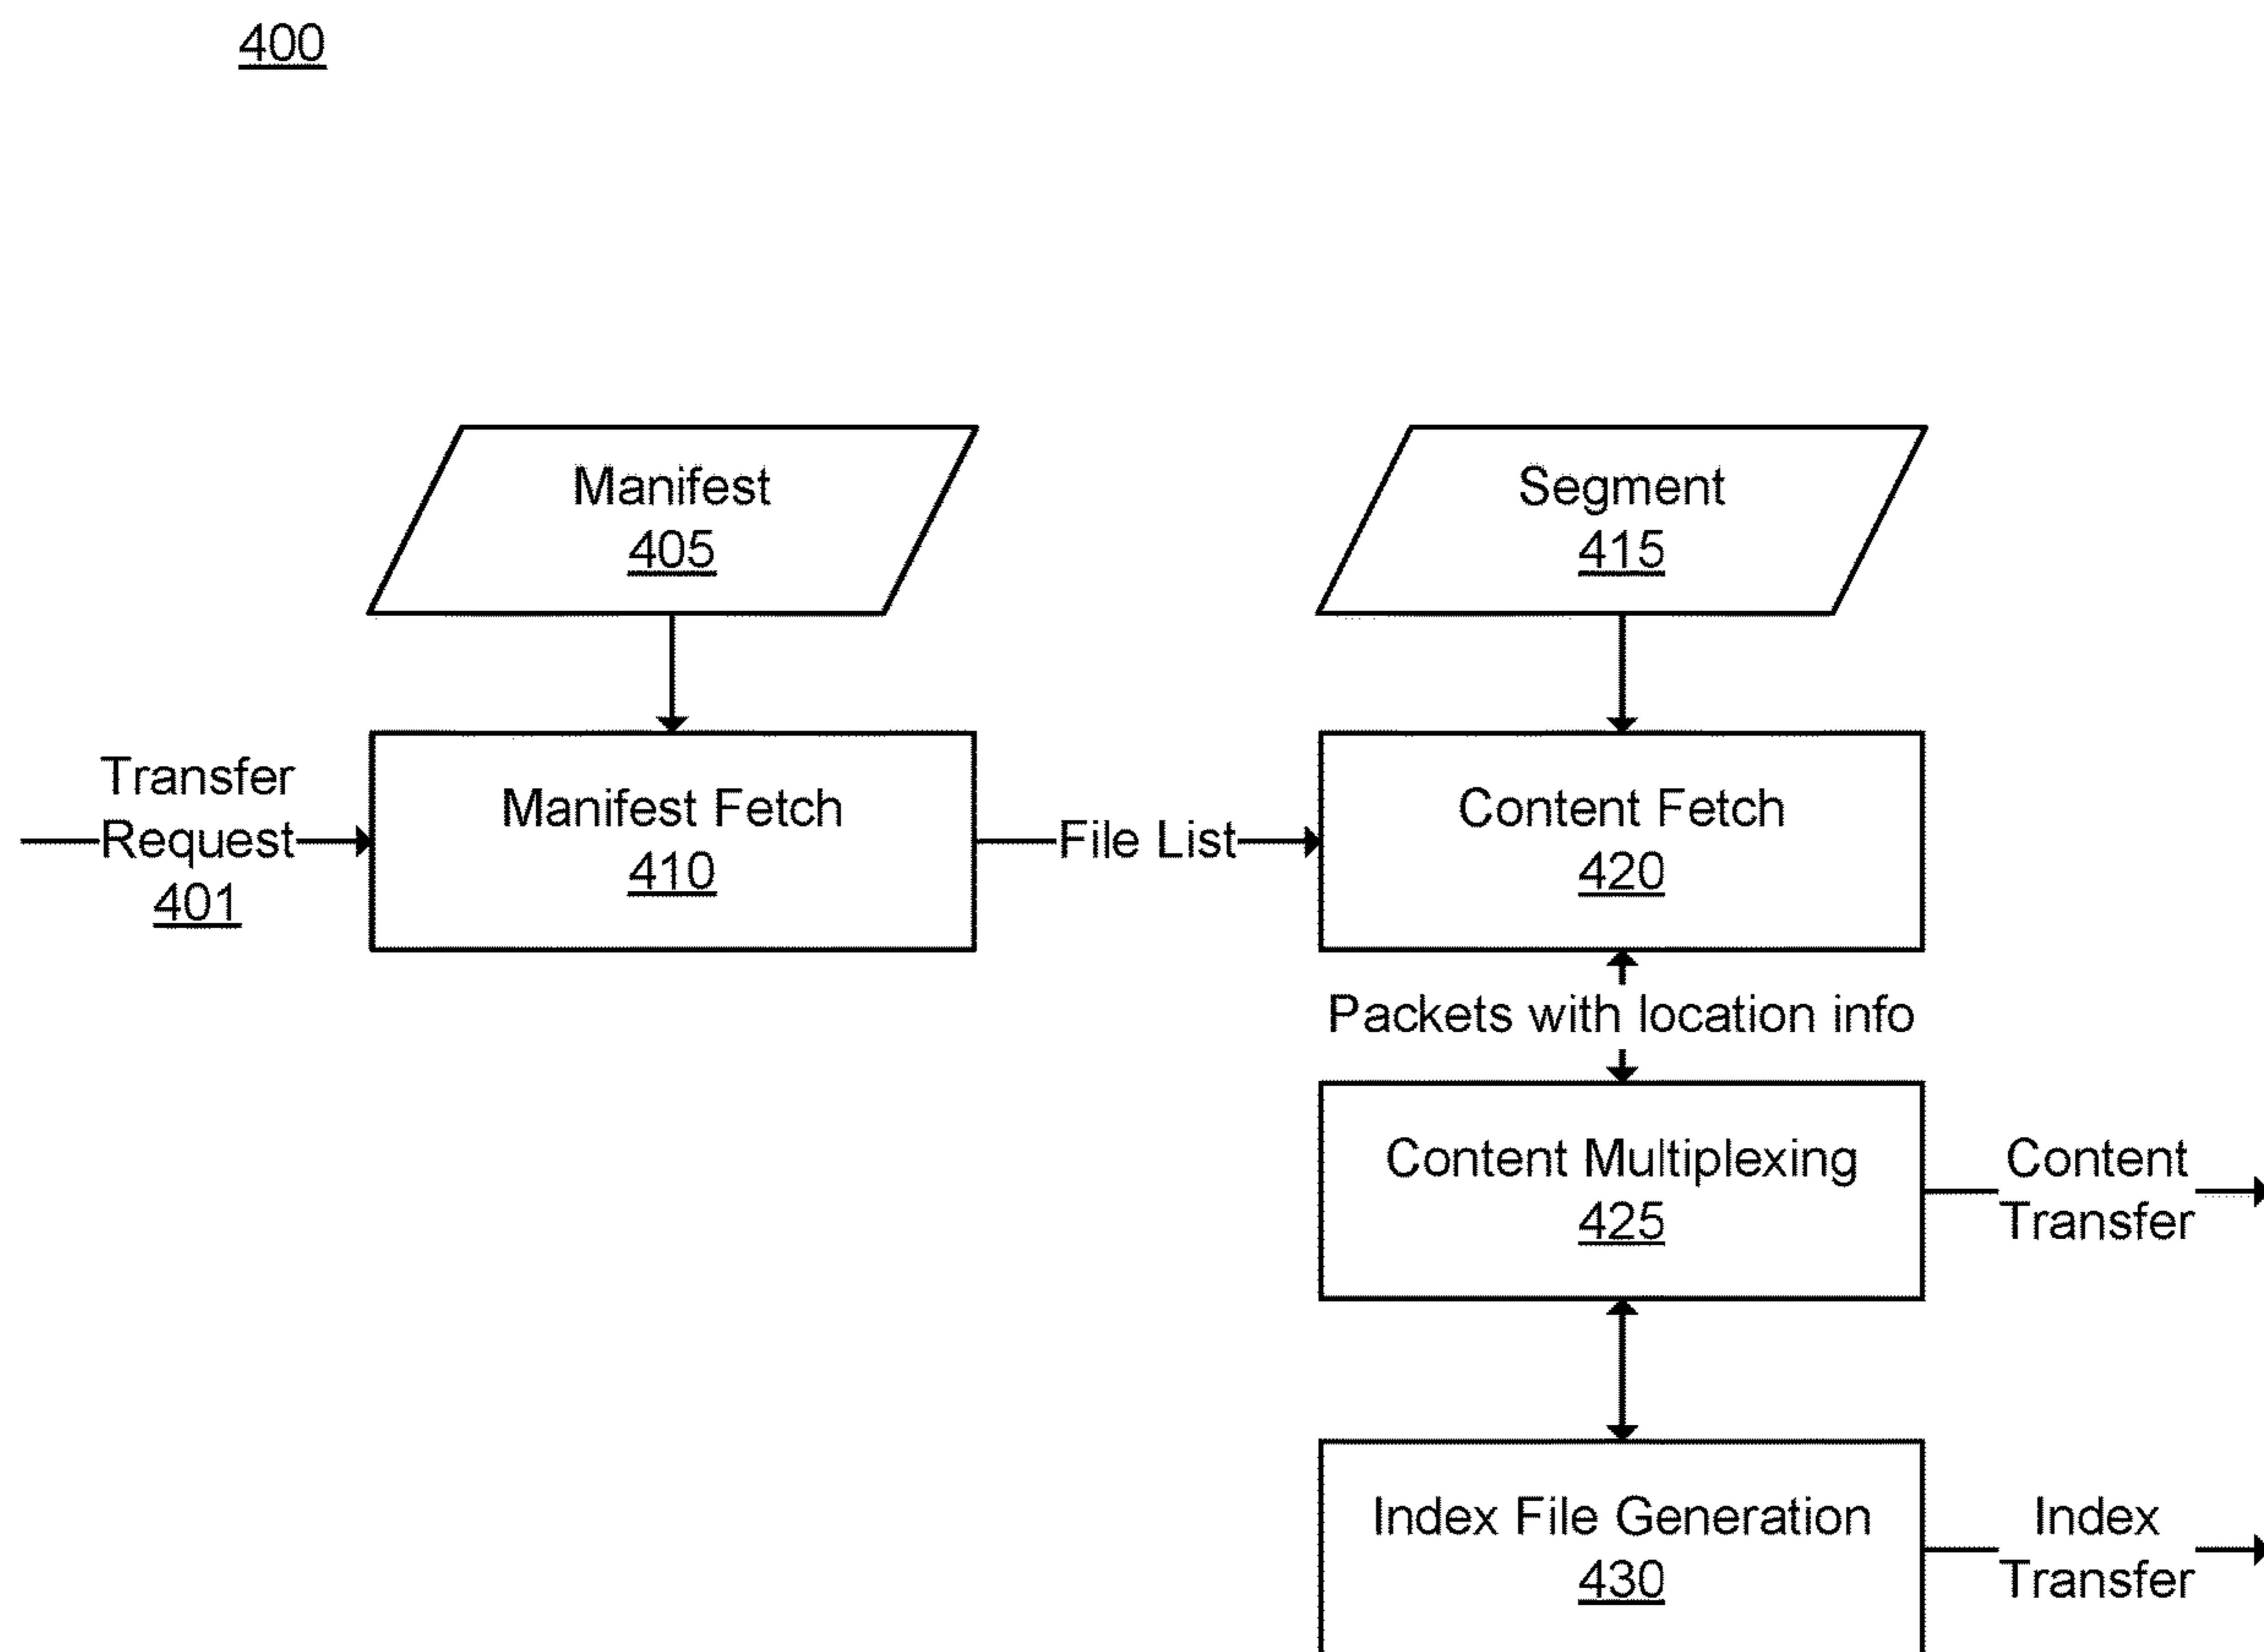 400
Manifest
405
Segment
415
Transfer
Request
401
Manifest Fetch
410
File List
Content Fetch
420
Packets with location info
Content Multiplexing
425
Content
Transfer
Index File Generation
430
Index
Transfer